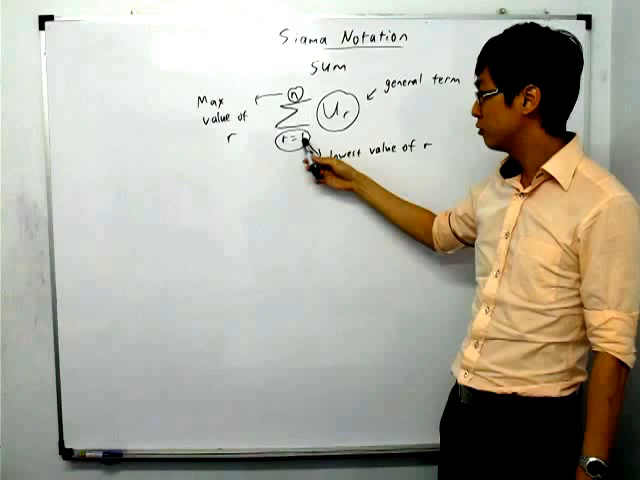 Sigma Notation
Sum
n
Max
value of
r
Σ
Ur
general term
r = 1
lowest value of r